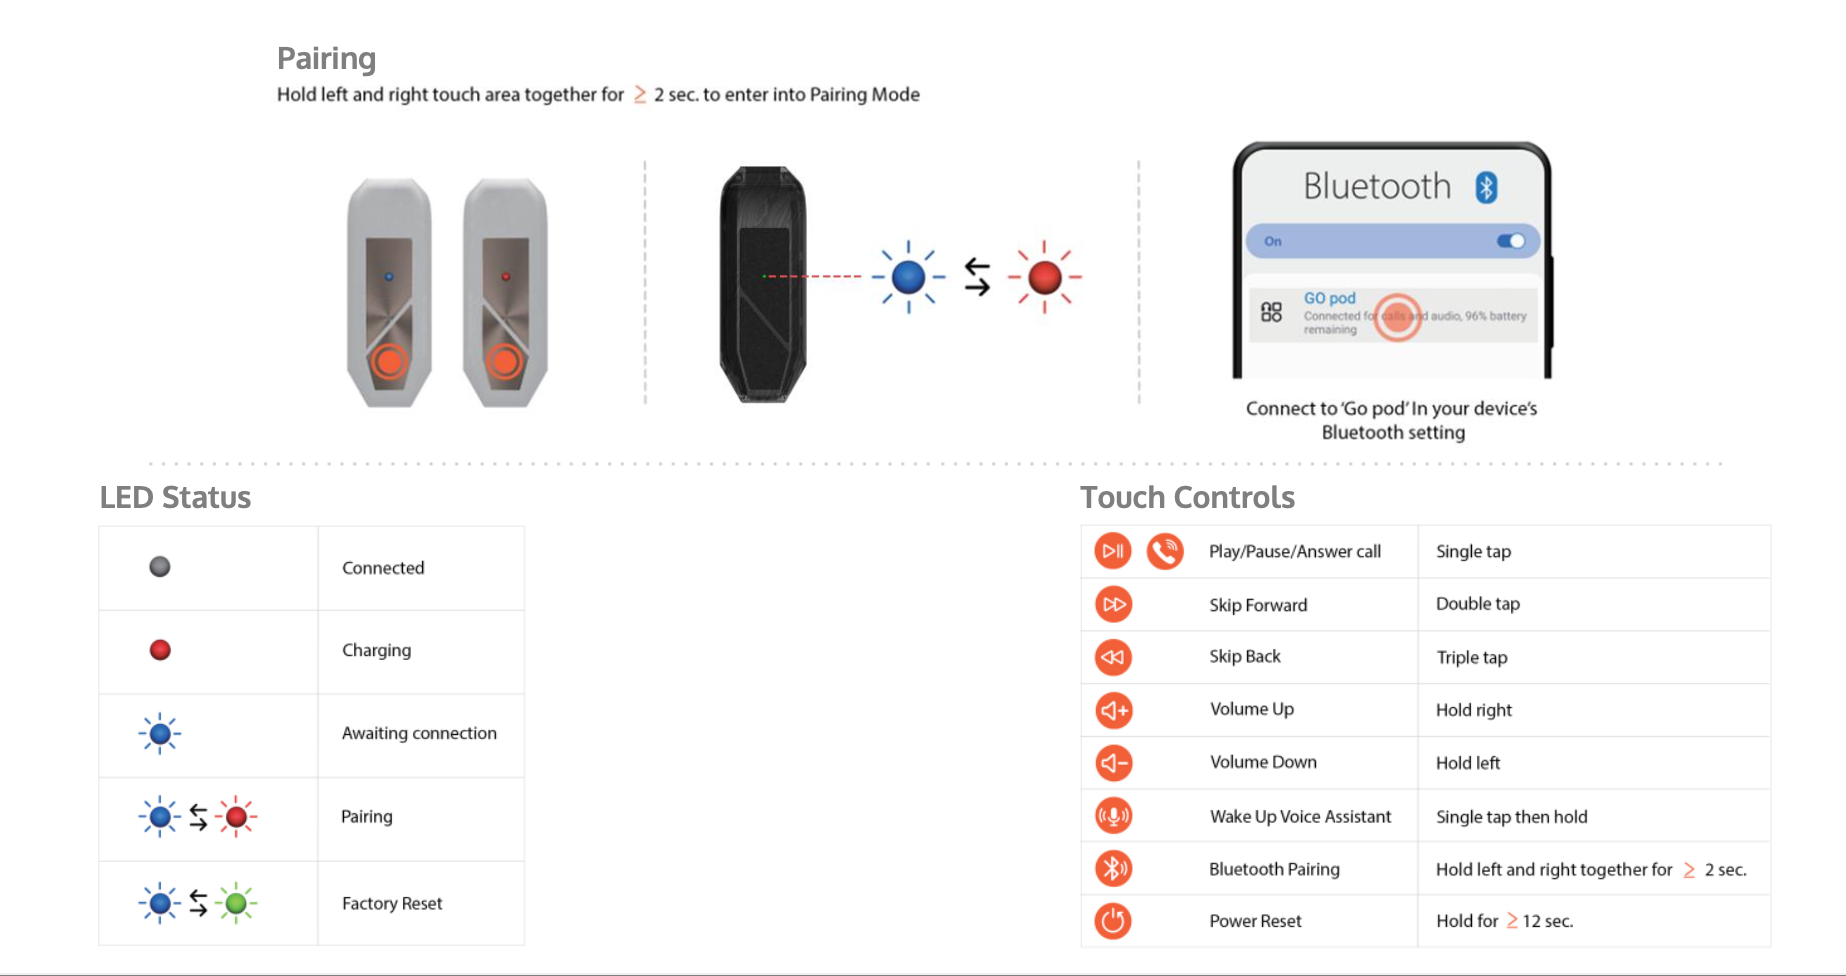 Pairing
Hold left and right touch area together for ≥ 2 sec. to enter into Pairing Mode
Bluetooth
On
GO pod
Connected for calls and audio, 96% battery
remaining
Connect to 'Go pod' In your device's
Bluetooth setting
LED Status
Connected
Charging
Awaiting connection
Pairing
Factory Reset
Touch Controls
Play/Pause/Answer call Single tap
Skip Forward Double tap
Skip Back Triple tap
Volume Up Hold right
Volume Down Hold left
Wake Up Voice Assistant Single tap then hold
Bluetooth Pairing Hold left and right together for ≥ 2 sec.
Power Reset Hold for ≥ 12 sec.